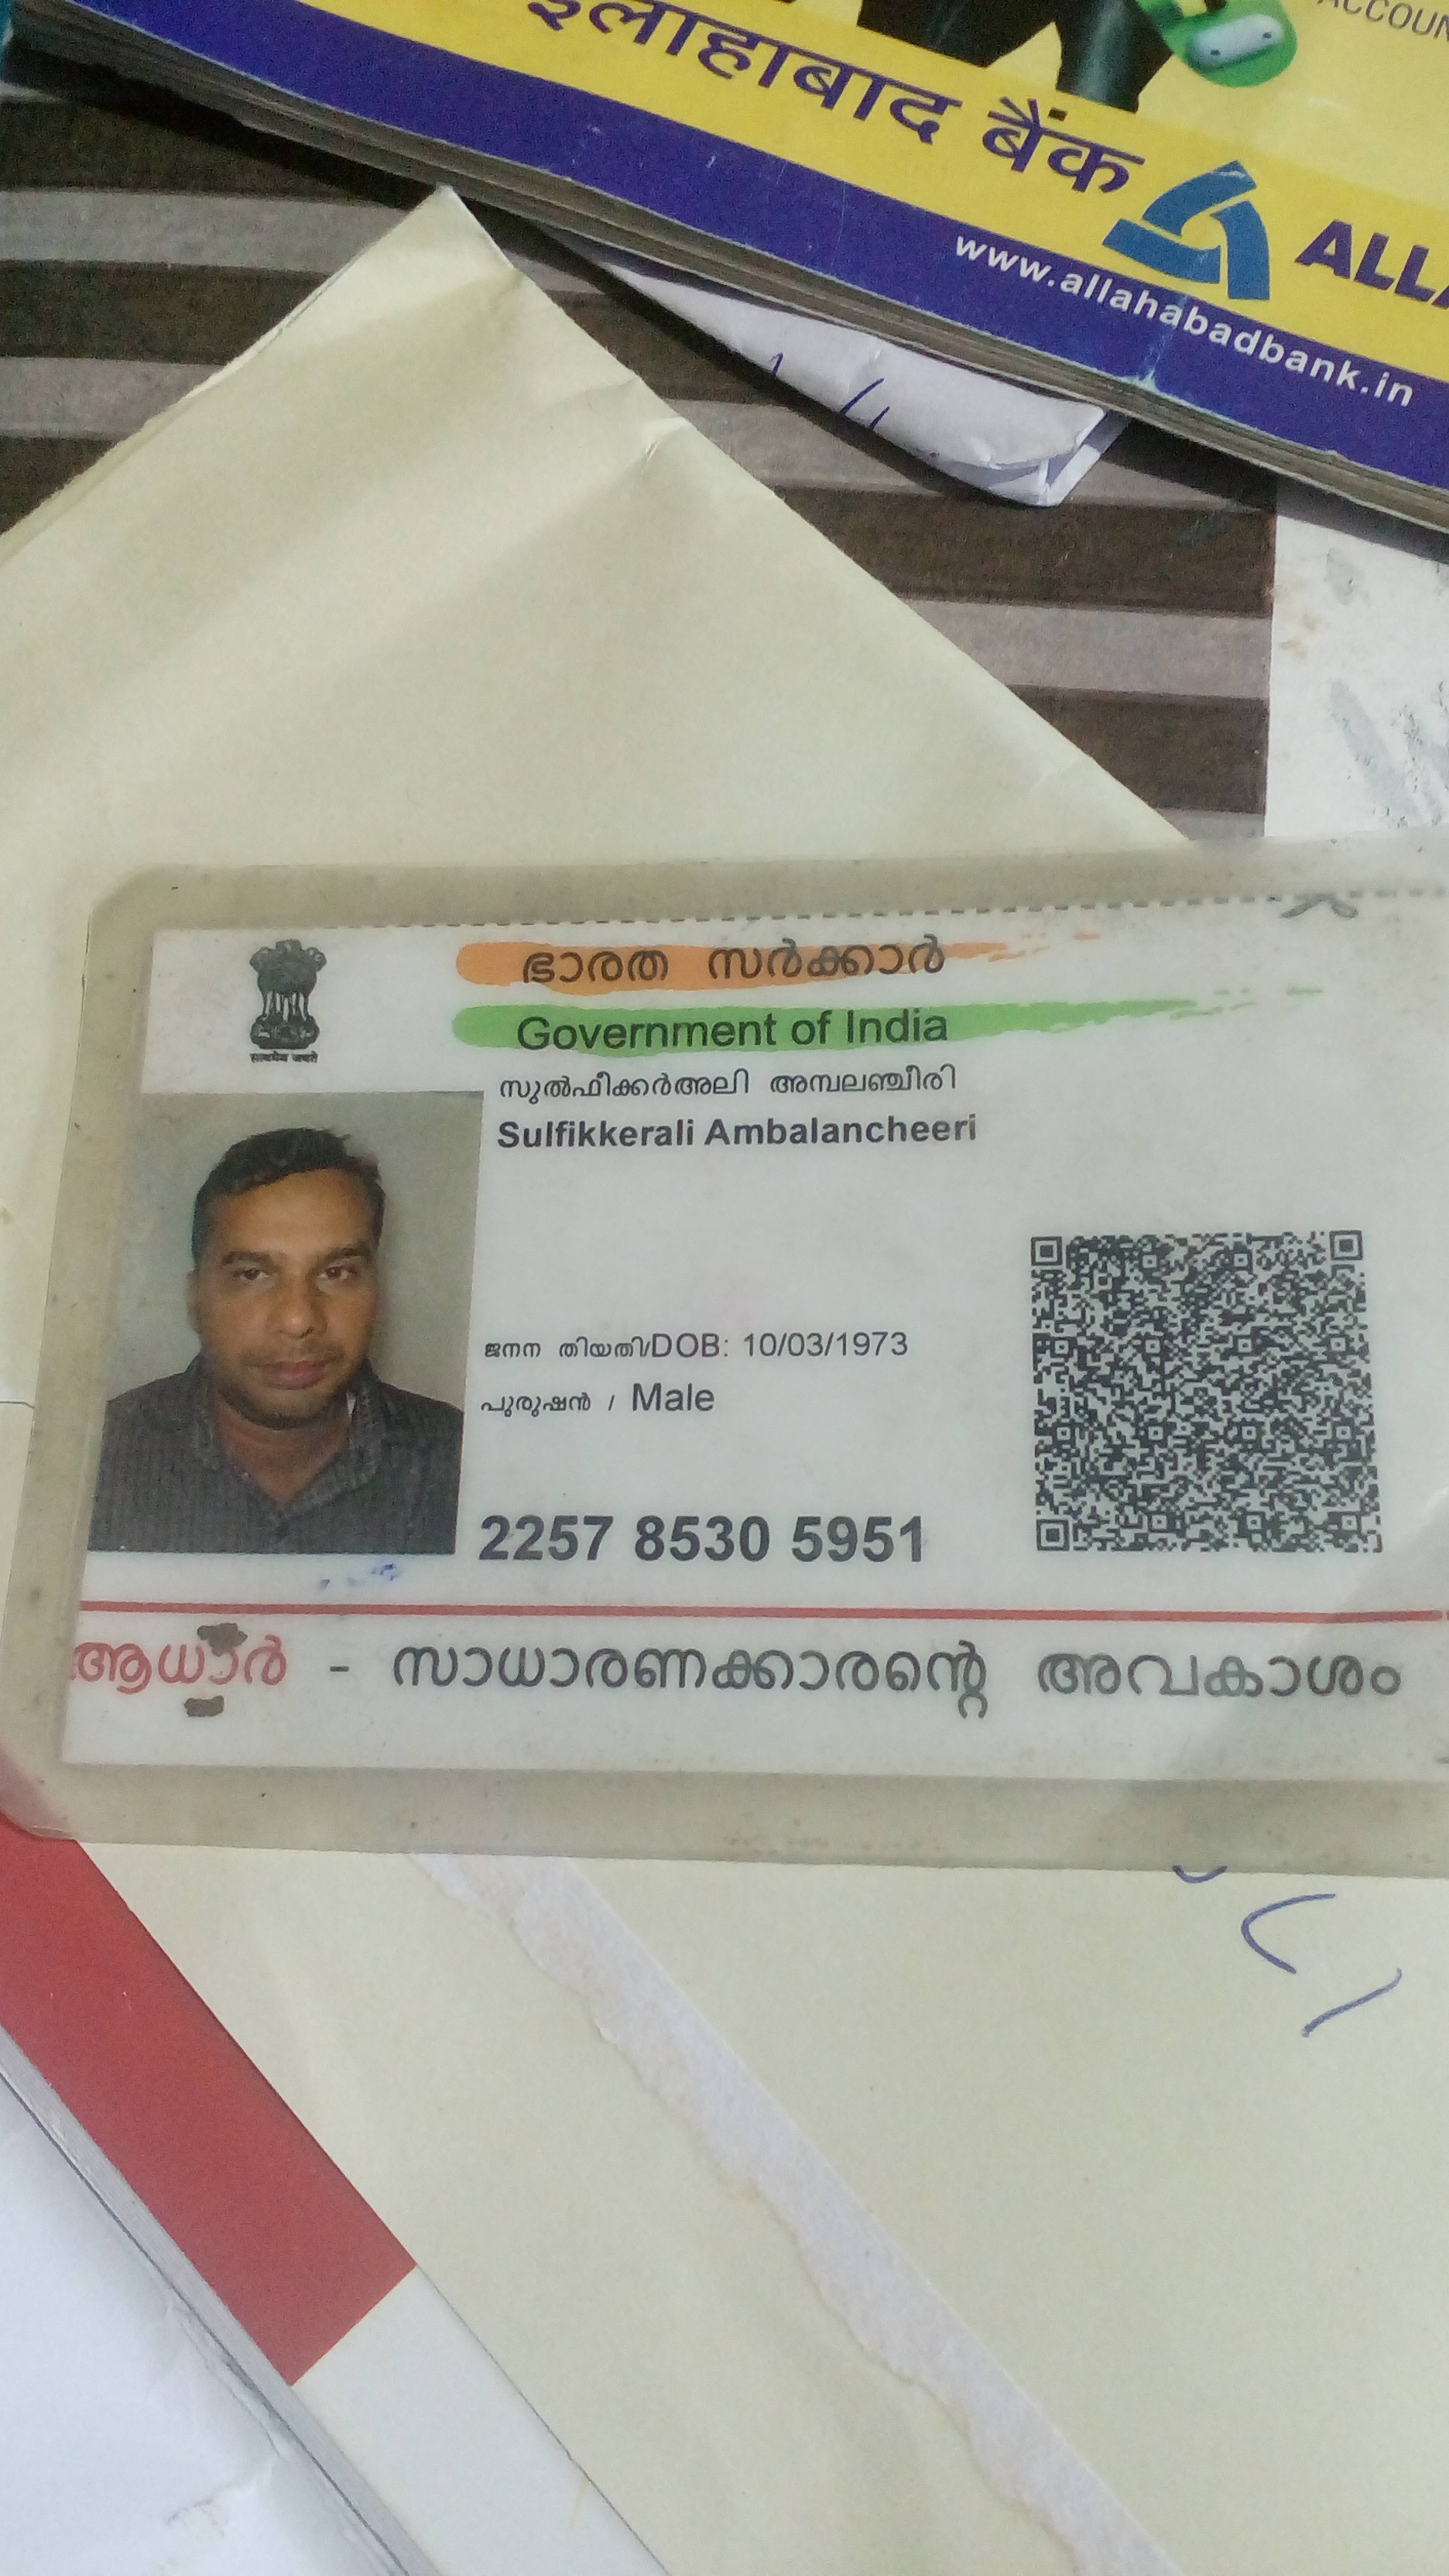 ACCOUN
इलाहाबाद बैंक
ALLA
www.allahabadbank.in
ഭാരത സർക്കാർ
Government of India
सत्यमेव जयते
സുൽഫീക്കർഅലി അമ്പലഞ്ചീരി
Sulfikkerali Ambalancheeri
ജനന തിയതി/DOB: 10/03/1973
പുരുഷൻ / Male
2257 8530 5951
ആധാർ - സാധാരണക്കാരന്റെ അവകാശം